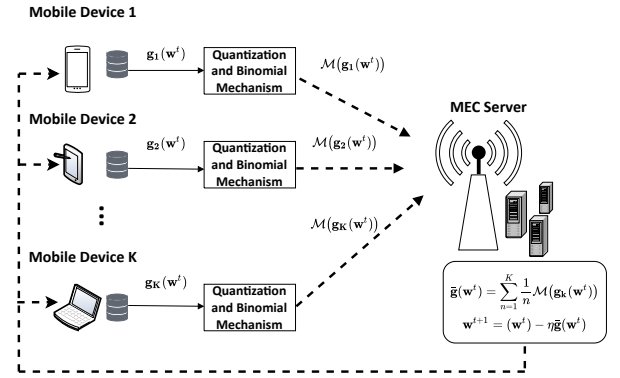 Mobile Device 1
g₁(wᵗ)
Quantization
and Binomial
Mechanism
ℳ(g₁(wᵗ))
Mobile Device 2
g₂(wᵗ)
Quantization
and Binomial
Mechanism
ℳ(g₂(wᵗ))
MEC Server
⋮
Mobile Device K
g_K(wᵗ)
Quantization
and Binomial
Mechanism
ℳ(g_K(wᵗ))
ḡ(wᵗ) = ∑_{n=1}^{K} 1/n ℳ(g_k(wᵗ))
wᵗ⁺¹ = (wᵗ) − ηḡ(wᵗ)